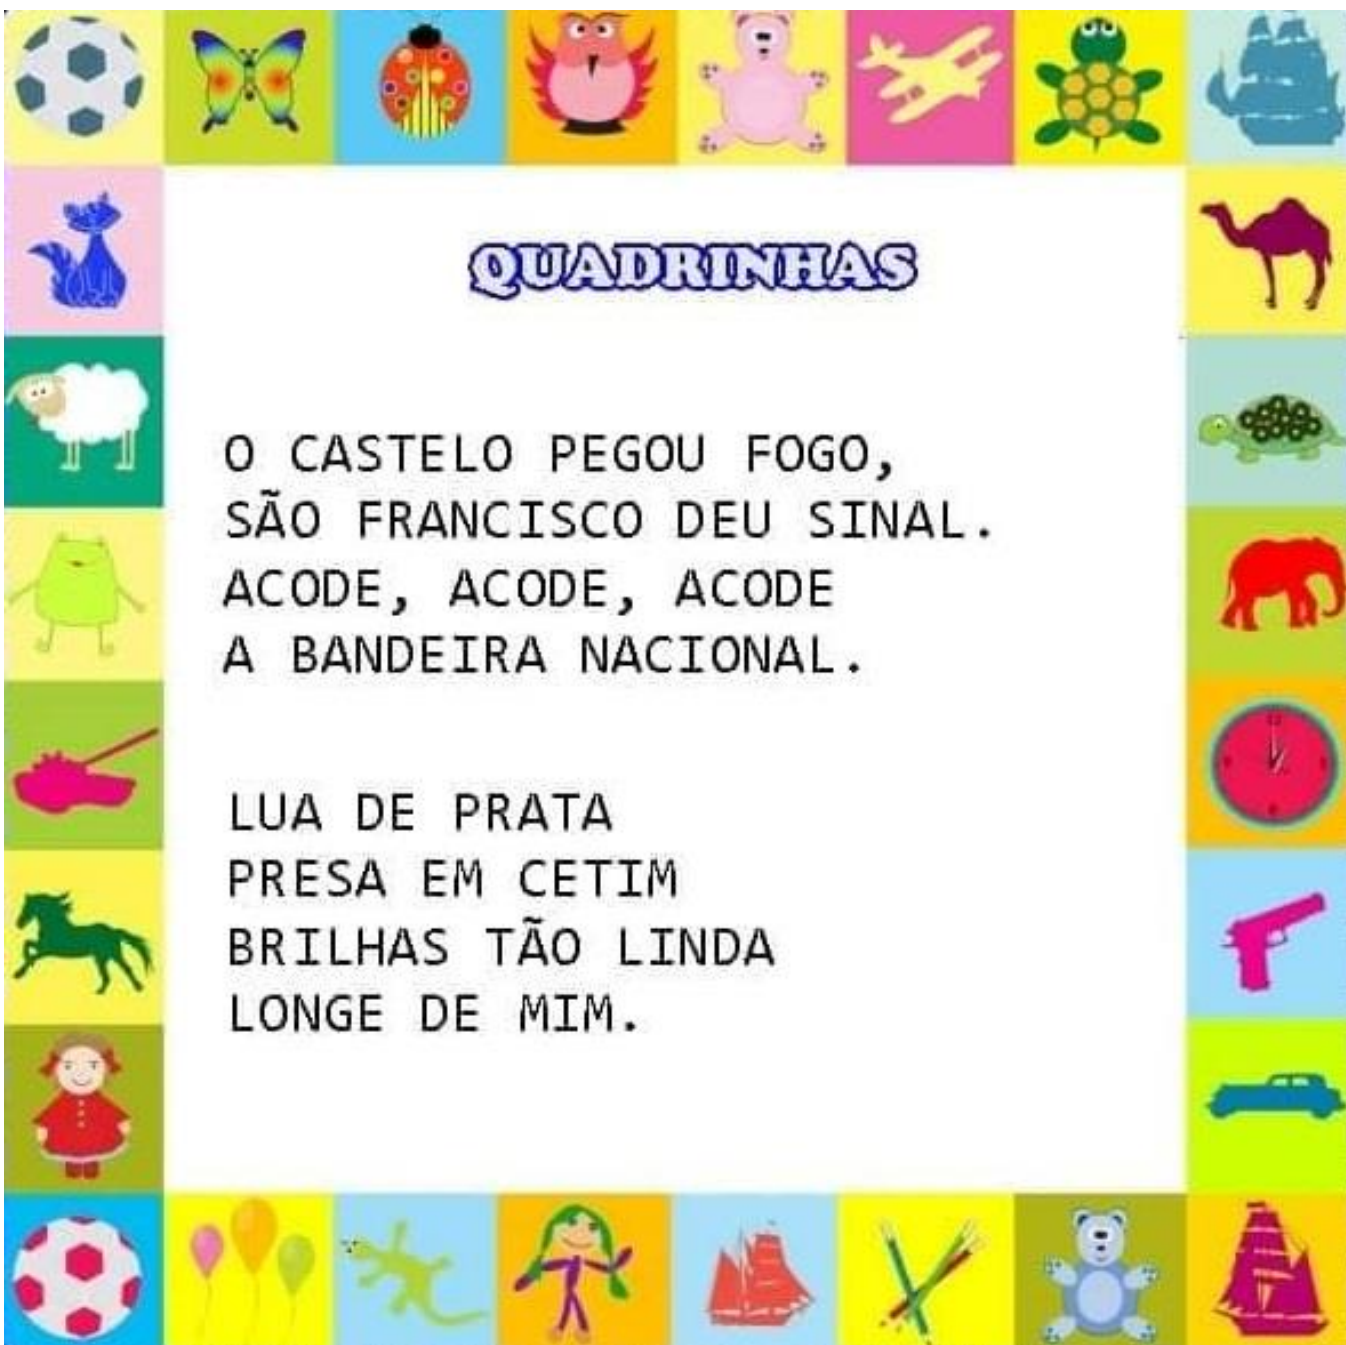 QUADRINHAS
O CASTELO PEGOU FOGO,
SÃO FRANCISCO DEU SINAL.
ACODE, ACODE, ACODE
A BANDEIRA NACIONAL.
LUA DE PRATA
PRESA EM CETIM
BRILHAS TÃO LINDA
LONGE DE MIM.